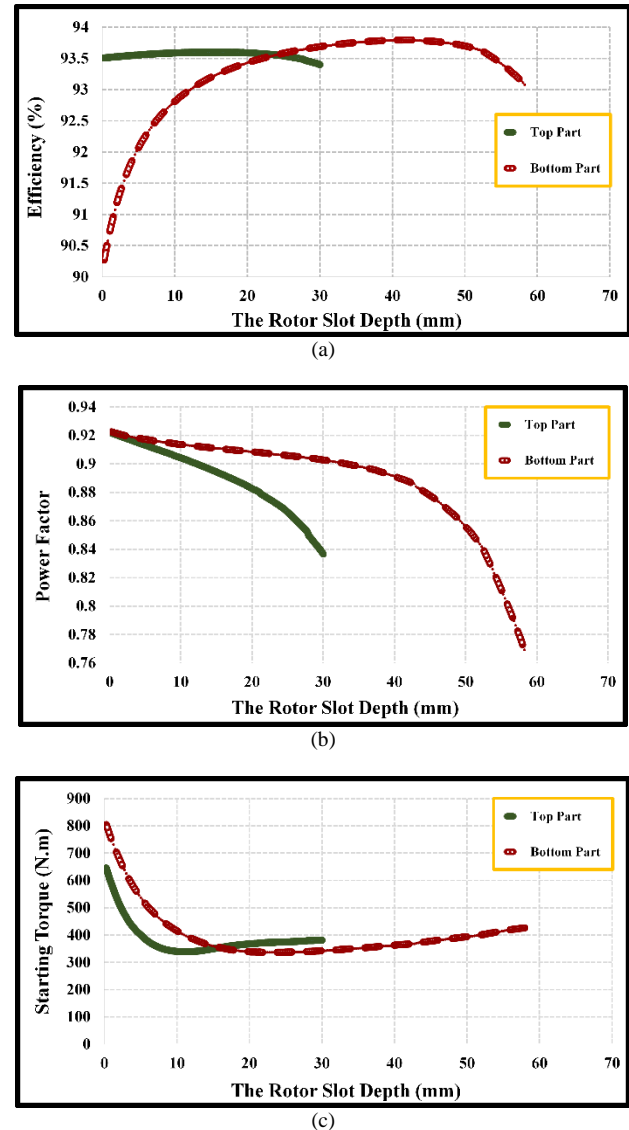 94
93.5
93
92.5
92
91.5
91
90.5
90
Efficiency (%)
0 10 20 30 40 50 60 70
The Rotor Slot Depth (mm)
Top Part
Bottom Part
(a)
0.94
0.92
0.9
0.88
0.86
0.84
0.82
0.8
0.78
0.76
Power Factor
0 10 20 30 40 50 60 70
The Rotor Slot Depth (mm)
Top Part
Bottom Part
(b)
900
800
700
600
500
400
300
200
100
0
Starting Torque (N.m)
0 10 20 30 40 50 60 70
The Rotor Slot Depth (mm)
Top Part
Bottom Part
(c)